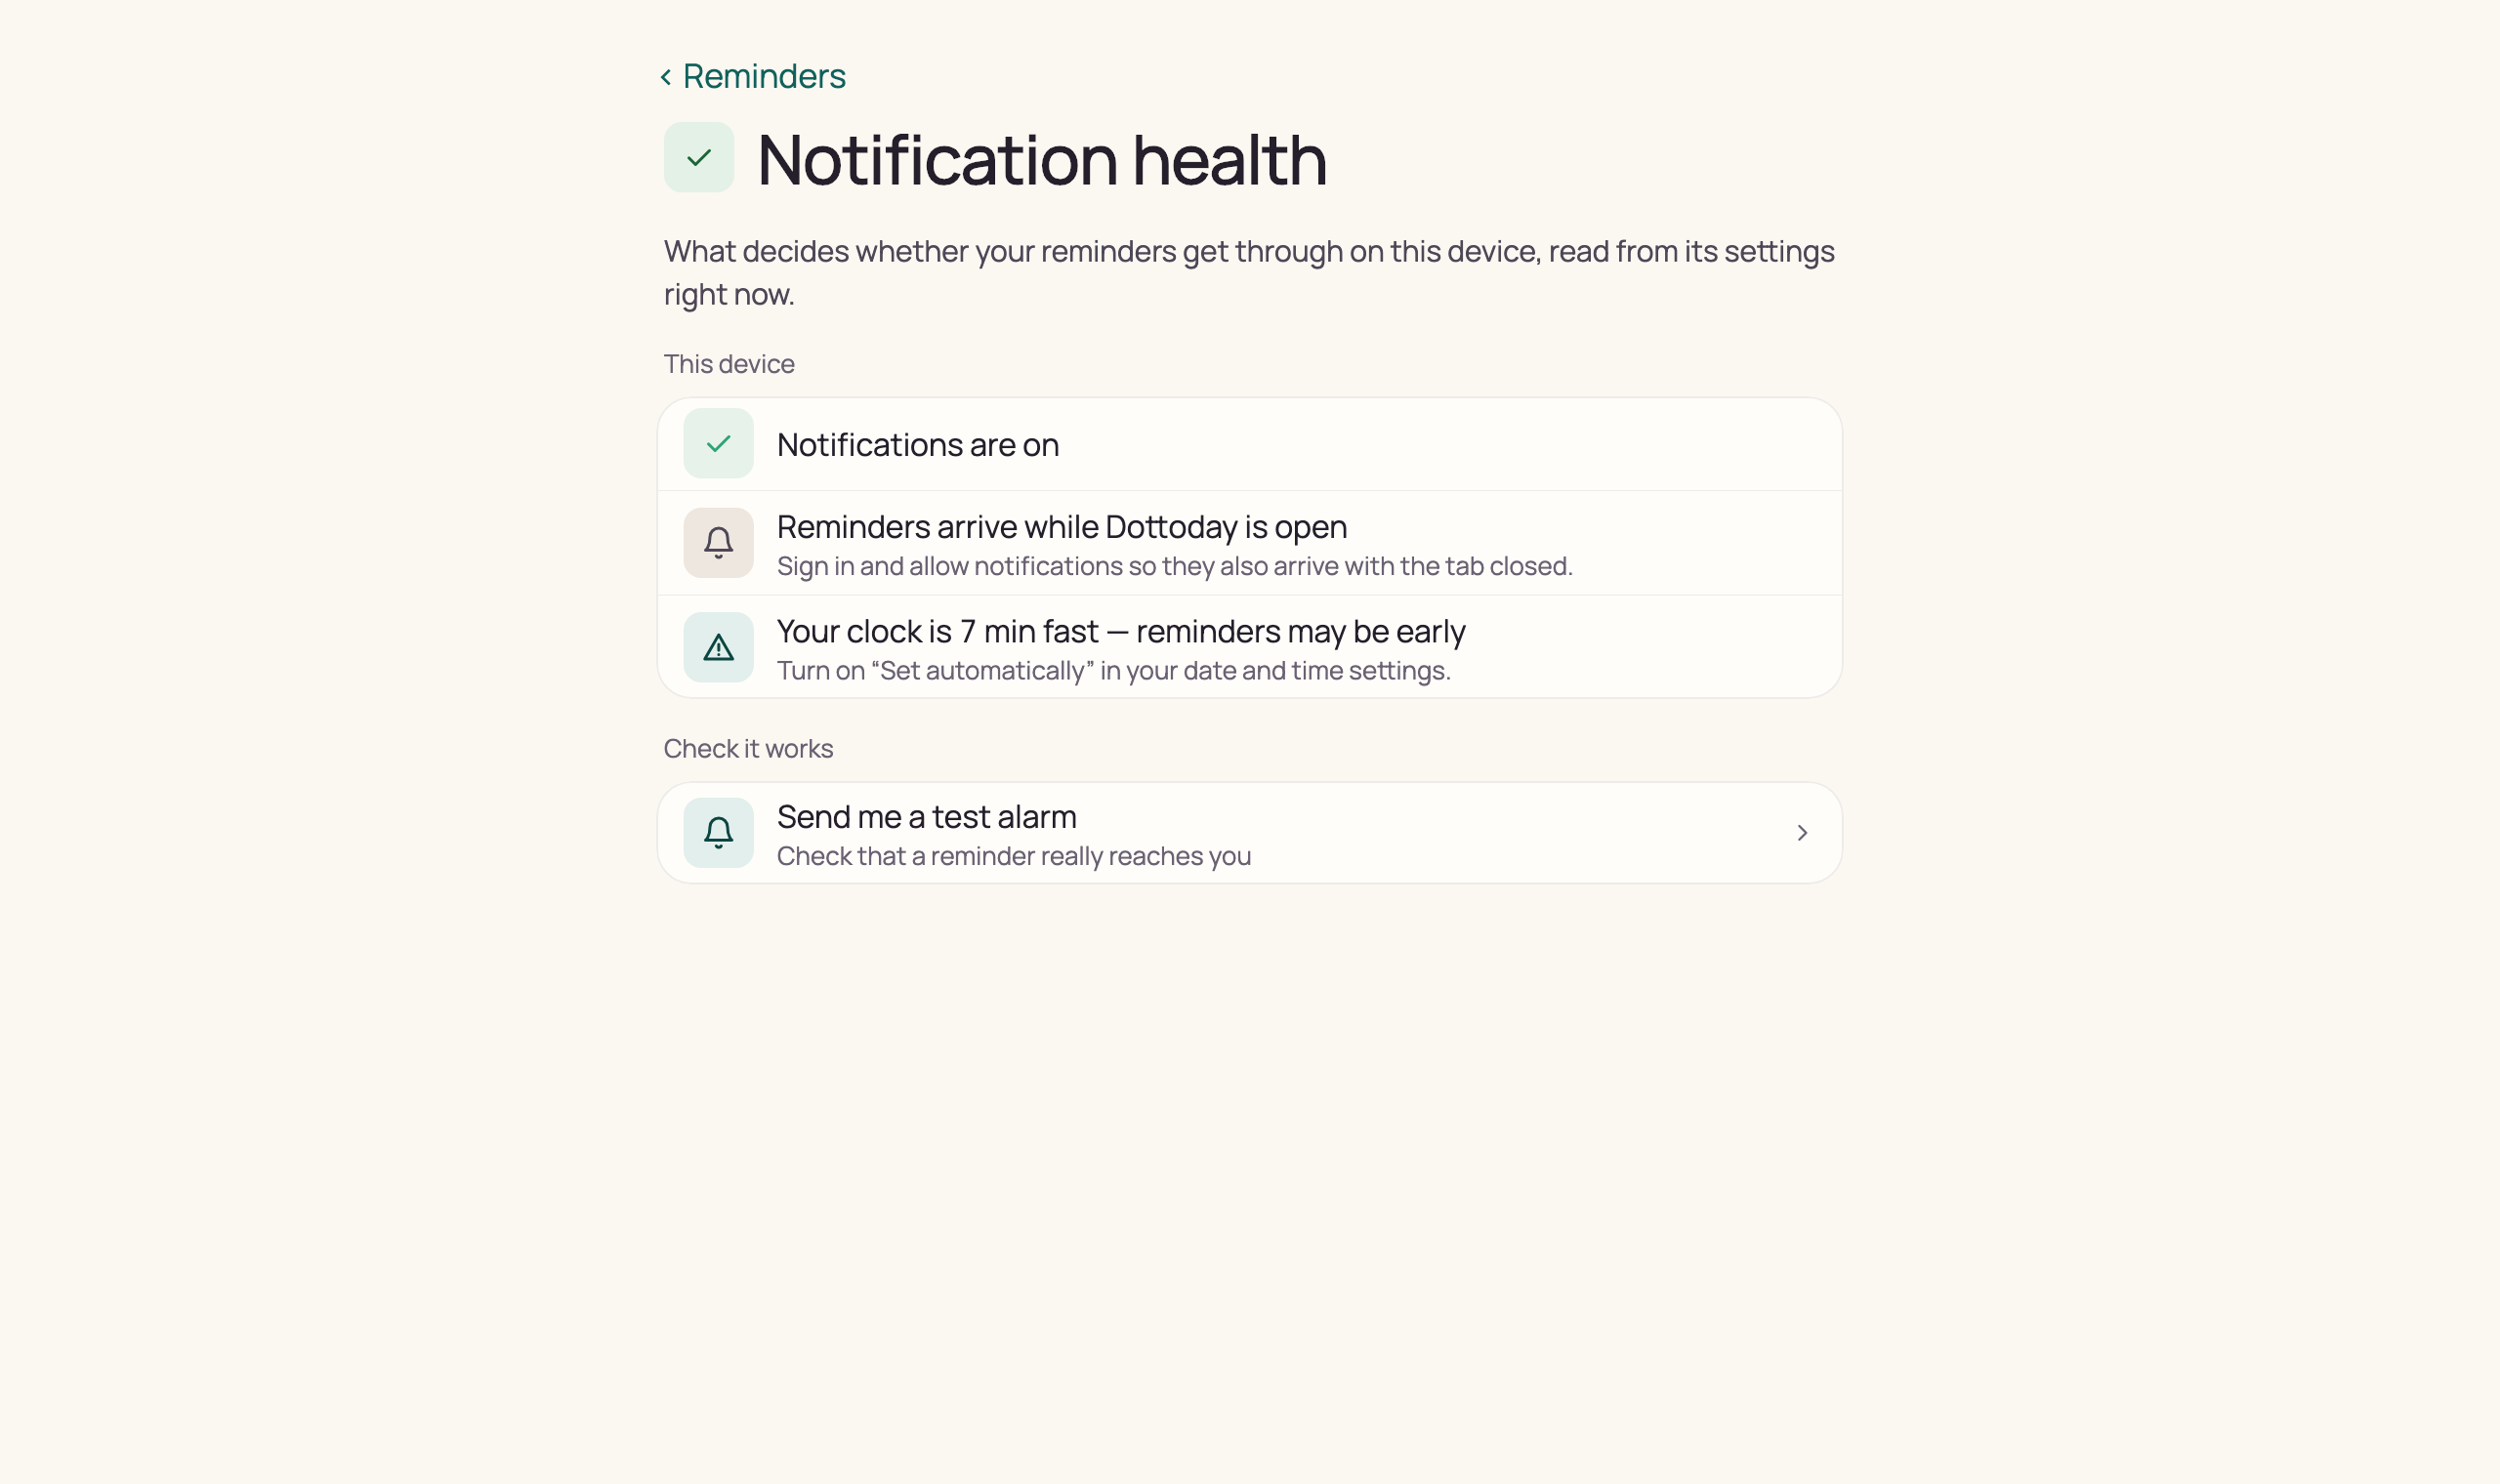 Reminders
Notification health
What decides whether your reminders get through on this device, read from its settings
right now.
This device
Notifications are on
Reminders arrive while Dottoday is open
Sign in and allow notifications so they also arrive with the tab closed.
Your clock is 7 min fast — reminders may be early
Turn on “Set automatically” in your date and time settings.
Check it works
Send me a test alarm
Check that a reminder really reaches you